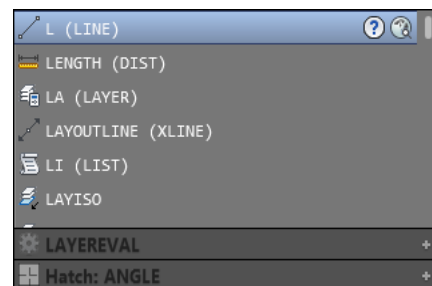 L (LINE)
LENGTH (DIST)
LA (LAYER)
LAYOUTLINE (XLINE)
LI (LIST)
LAYISO
LAYEREVAL
Hatch: ANGLE